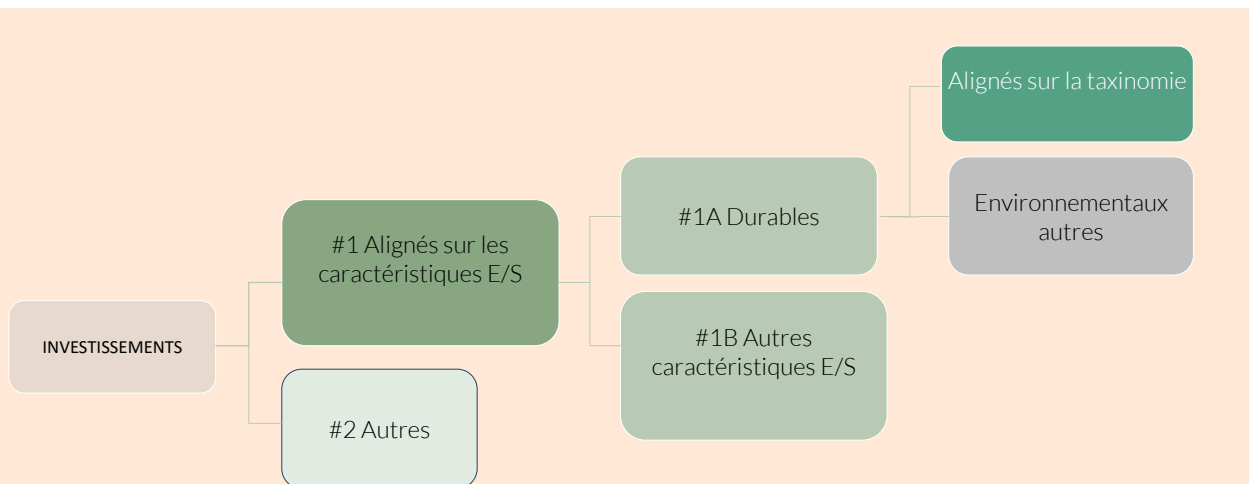 Alignés sur la taxinomie
Environnementaux
autres
#1A Durables
#1 Alignés sur les
caractéristiques E/S
#1B Autres
caractéristiques E/S
INVESTISSEMENTS
#2 Autres